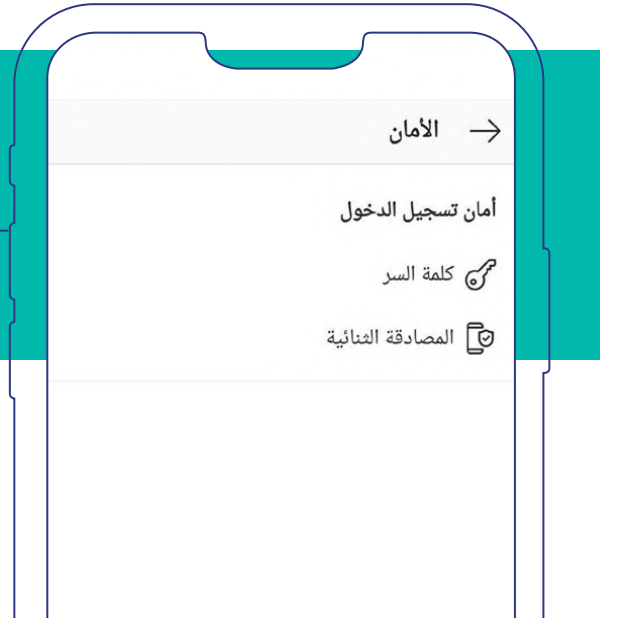 الأمان
أمان تسجيل الدخول
كلمة السر
المصادقة الثنائية